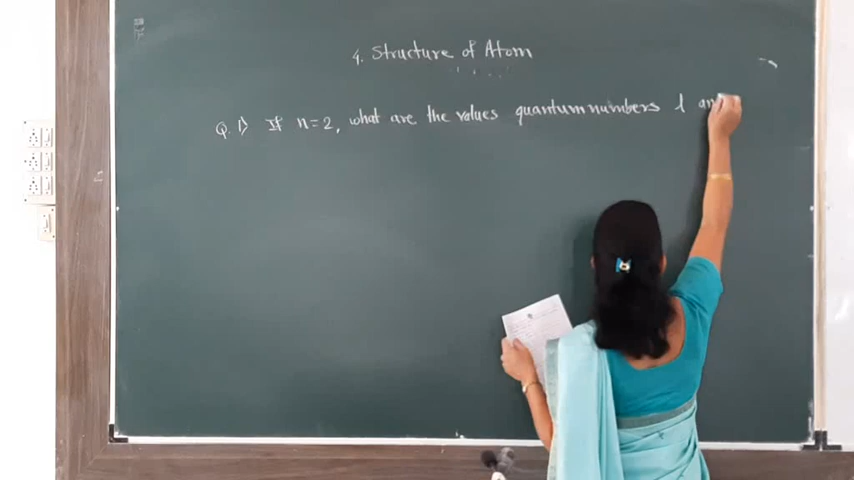 4. Structure of Atom
Q.1) If n=2, what are the values quantum numbers l an